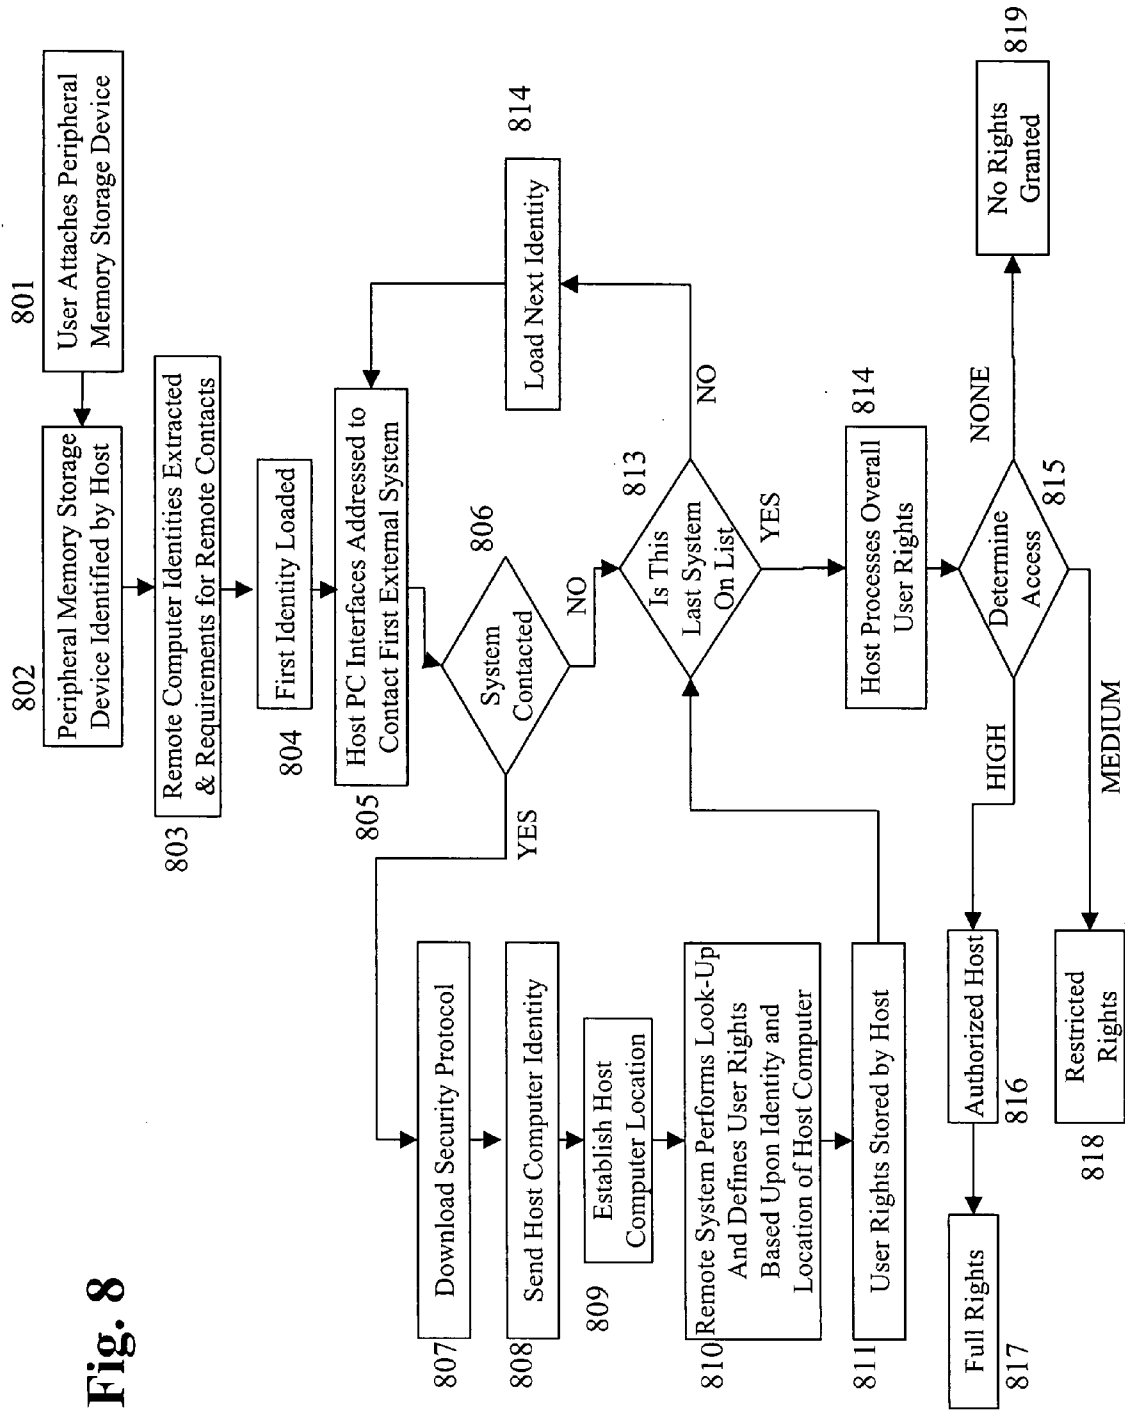 Fig. 8
801
User Attaches Peripheral
Memory Storage Device
802
Peripheral Memory Storage
Device Identified by Host
803
Remote Computer Identities Extracted
& Requirements for Remote Contacts
804
First Identity Loaded
805
Host PC Interfaces Addressed to
Contact First External System
806
System
Contacted
YES
NO
807
Download Security Protocol
808
Send Host Computer Identity
809
Establish Host
Computer Location
810
Remote System Performs Look-Up
And Defines User Rights
Based Upon Identity and
Location of Host Computer
811
User Rights Stored by Host
813
Is This
Last System
On List
NO
YES
814
Load Next Identity
814
Host Processes Overall
User Rights
815
Determine
Access
HIGH
MEDIUM
NONE
816
Authorized Host
817
Full Rights
818
Restricted
Rights
819
No Rights
Granted